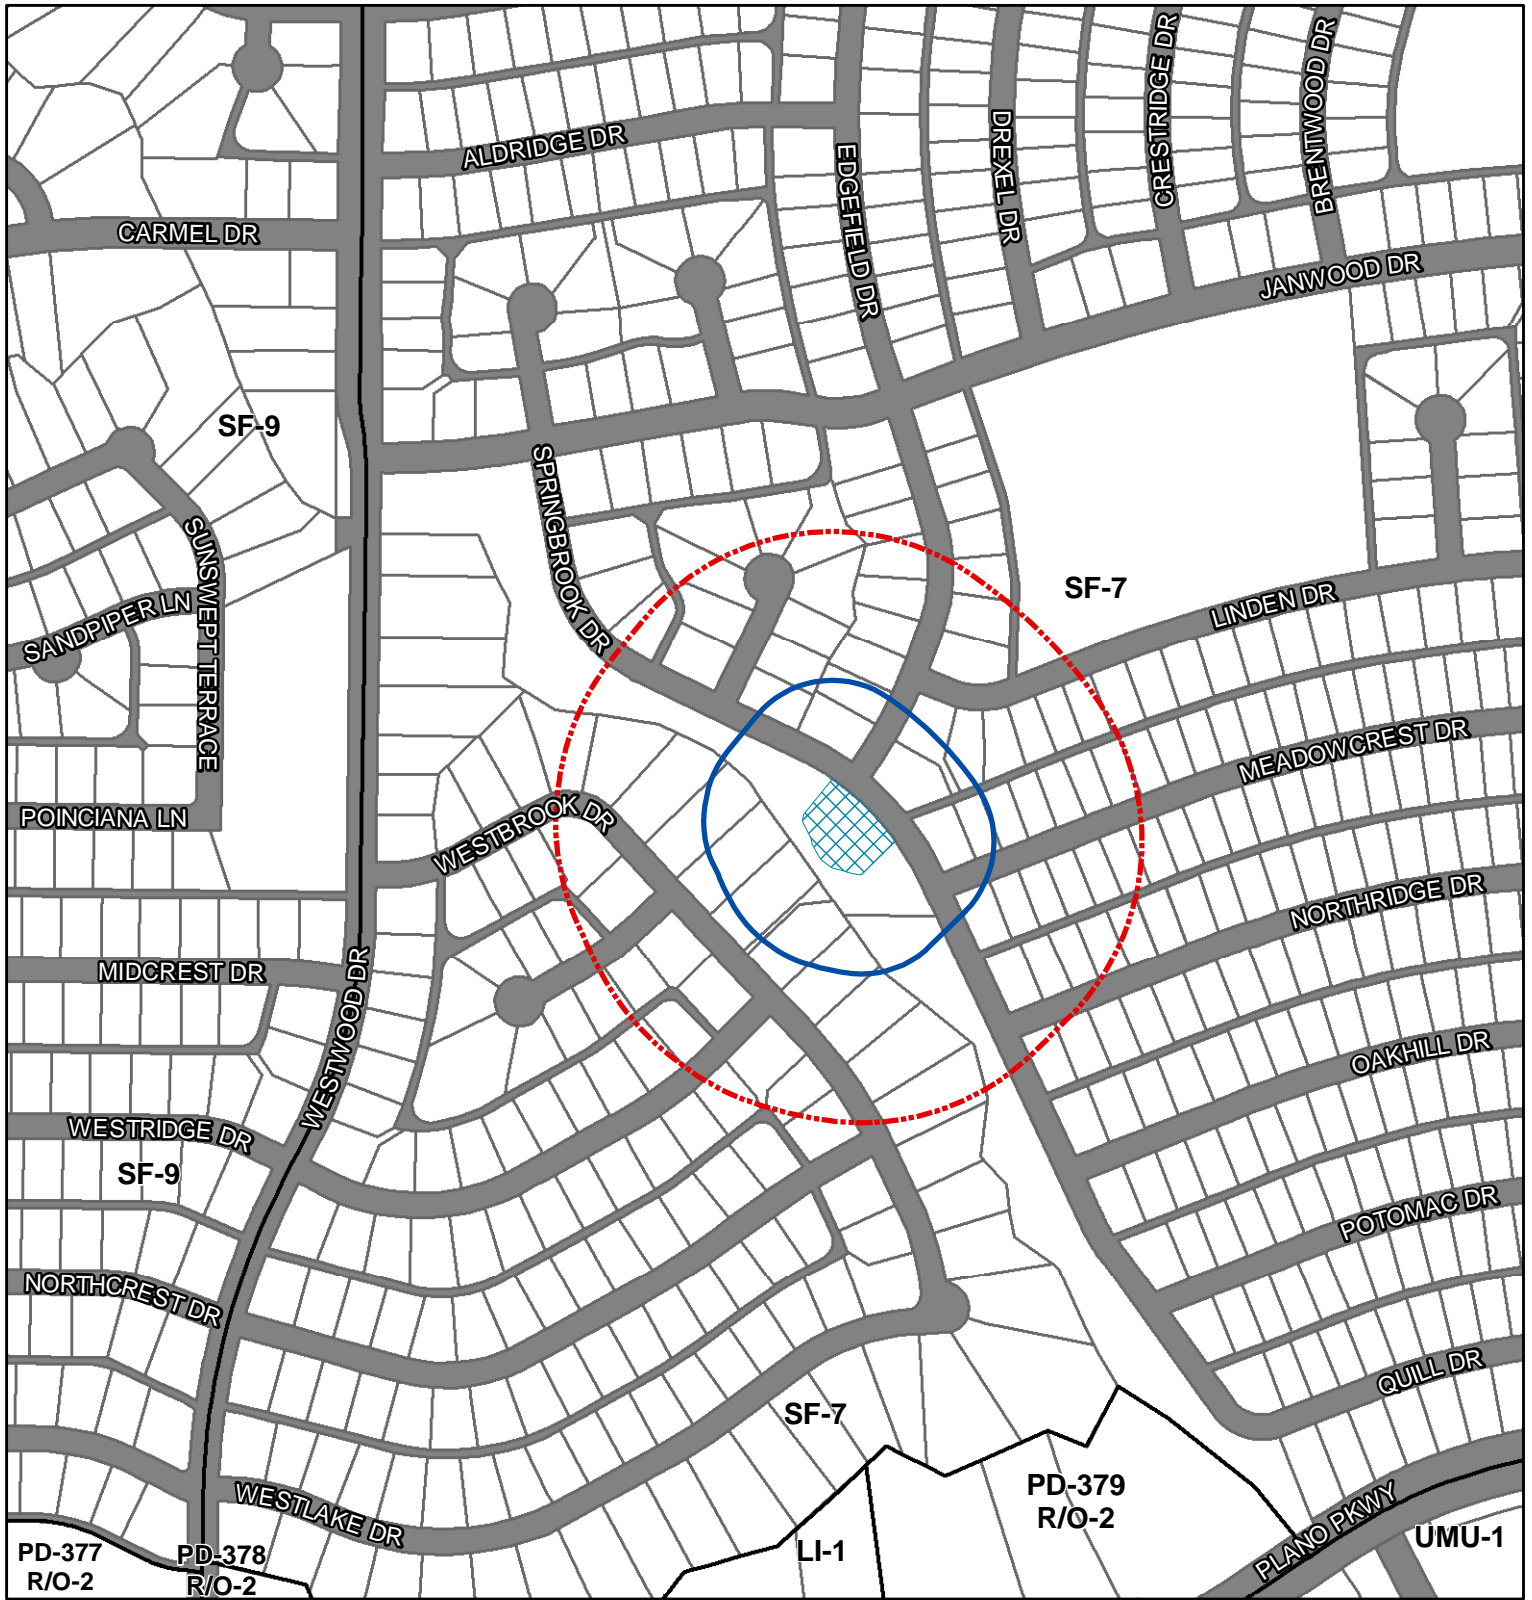 ALDRIDGE DR
CARMEL DR
EDGEFIELD DR
DREXEL DR
CRESTRIDGE DR
BRENTWOOD DR
JANWOOD DR
SF-9
SPRINGBROOK DR
SUNSWEPT TERRACE
SANDPIPER LN
SF-7
LINDEN DR
MEADOWCREST DR
POINCIANA LN
WESTBROOK DR
NORTHRIDGE DR
MIDCREST DR
WESTWOOD DR
OAKHILL DR
WESTRIDGE DR
SF-9
POTOMAC DR
NORTHCREST DR
QUILL DR
SF-7
PD-379
R/O-2
WESTLAKE DR
PLANO PKWY
UMU-1
LI-1
PD-377
R/O-2
PD-378
R/O-2